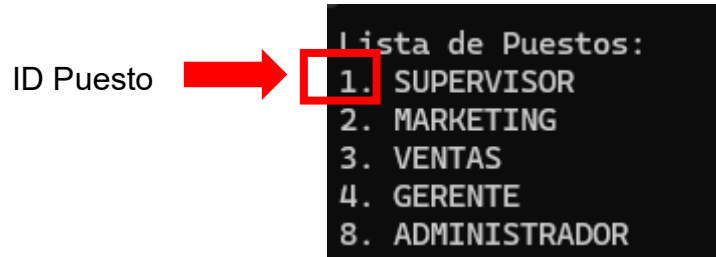 Lista de Puestos:
ID Puesto
1. SUPERVISOR
2. MARKETING
3. VENTAS
4. GERENTE
8. ADMINISTRADOR